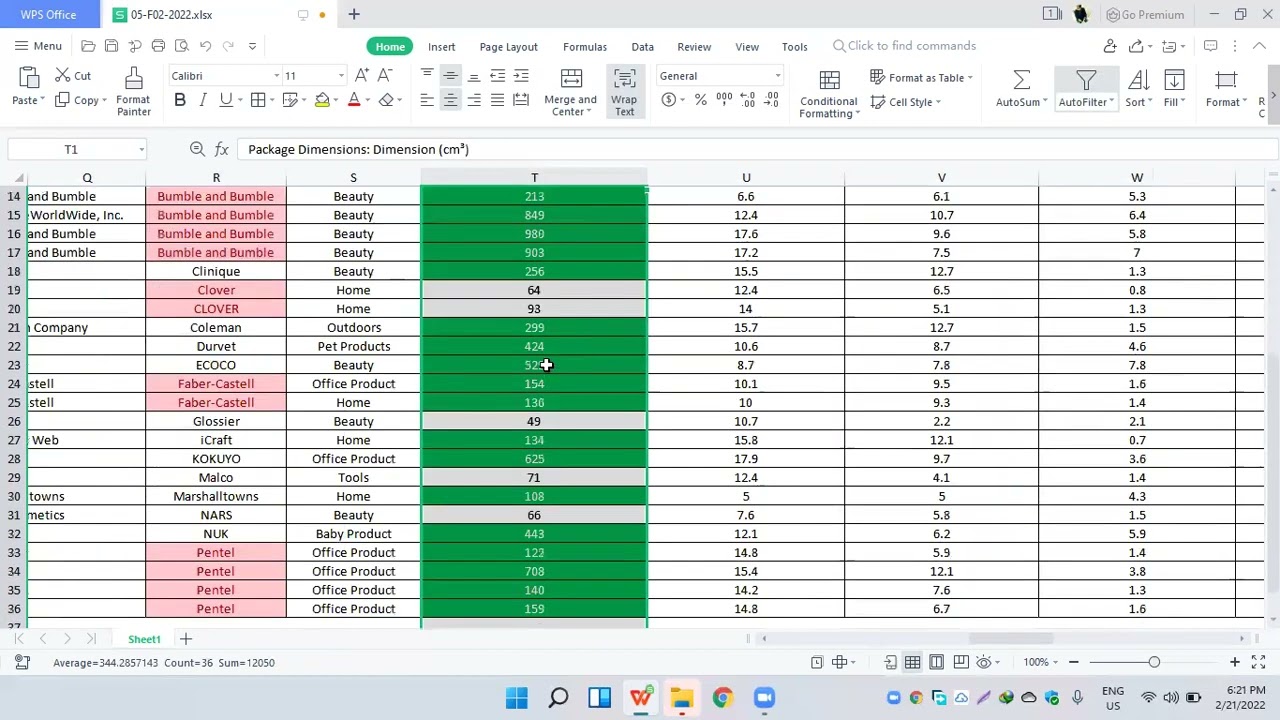 WPS Office
S 05-F02-2022.xlsx
1
Go Premium
Menu
Home
Insert
Page Layout
Formulas
Data
Review
View
Tools
Click to find commands
Paste
Cut
Copy
Format Painter
Calibri
11
B I U
Merge and Center
Wrap Text
General
Conditional Formatting
Format as Table
Cell Style
AutoSum
AutoFilter
Sort
Fill
Format
T1
fx
Package Dimensions: Dimension (cm³)
Q R S T U V W
14 and Bumble Bumble and Bumble Beauty 213 6.6 6.1 5.3
15 WorldWide, Inc. Bumble and Bumble Beauty 849 12.4 10.7 6.4
16 and Bumble Bumble and Bumble Beauty 980 17.6 9.6 5.8
17 and Bumble Bumble and Bumble Beauty 903 17.2 7.5 7
18 Clinique Beauty 256 15.5 12.7 1.3
19 Clover Home 64 12.4 6.5 0.8
20 CLOVER Home 93 14 5.1 1.3
21 Company Coleman Outdoors 299 15.7 12.7 1.5
22 Durvet Pet Products 424 10.6 8.7 4.6
23 ECOCO Beauty 8.7 7.8 7.8
24 stell Faber-Castell Office Product 154 10.1 9.5 1.6
25 stell Faber-Castell Home 136 10 9.3 1.4
26 Glossier Beauty 49 10.7 2.2 2.1
27 Web iCraft Home 134 15.8 12.1 0.7
28 KOKUYO Office Product 625 17.9 9.7 3.6
29 Malco Tools 71 12.4 4.1 1.4
30 towns Marshalltowns Home 108 5 5 4.3
31 metics NARS Beauty 66 7.6 5.8 1.5
32 NUK Baby Product 443 12.1 6.2 5.9
33 Pentel Office Product 122 14.8 5.9 1.4
34 Pentel Office Product 708 15.4 12.1 3.8
35 Pentel Office Product 140 14.2 7.6 1.3
36 Pentel Office Product 159 14.8 6.7 1.6
Sheet1
Average=344.2857143 Count=36 Sum=12050
100%
ENG
US
6:21 PM
2/21/2022